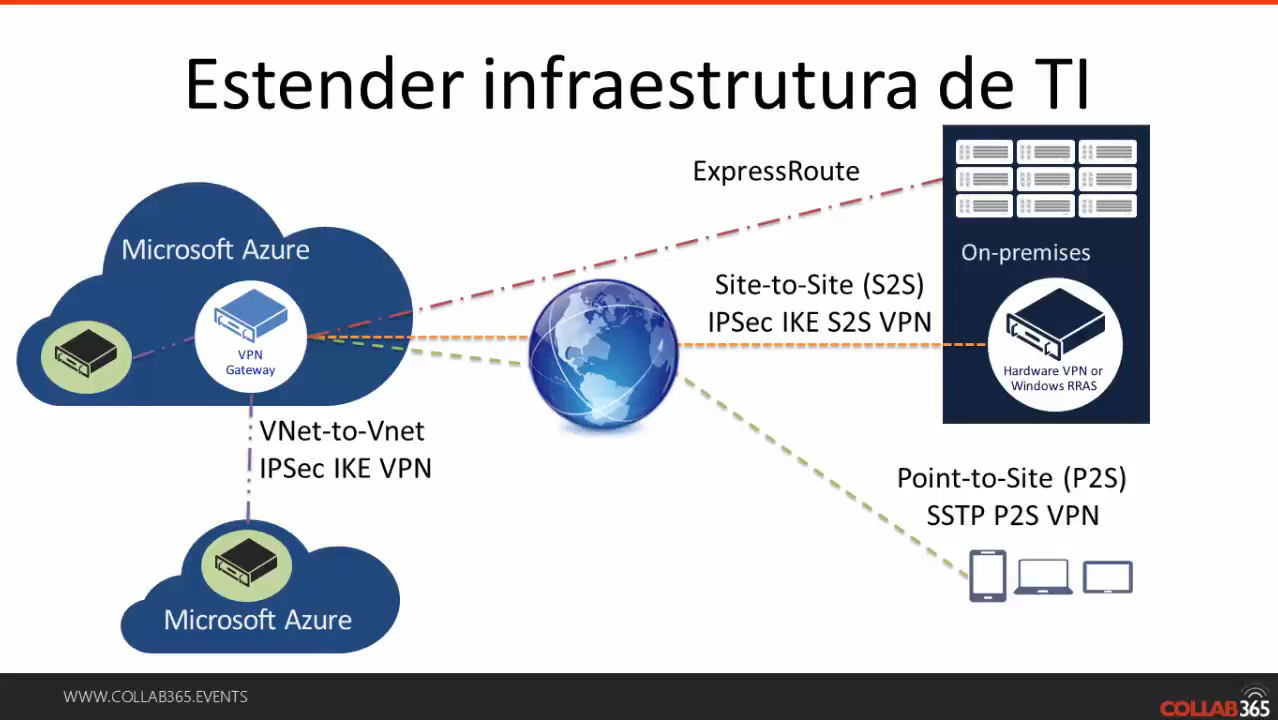 Estender infraestrutura de TI
ExpressRoute
Microsoft Azure
On-premises
Site-to-Site (S2S)
IPSec IKE S2S VPN
VPN
Gateway
Hardware VPN or
Windows RRAS
VNet-to-Vnet
IPSec IKE VPN
Point-to-Site (P2S)
SSTP P2S VPN
Microsoft Azure
WWW.COLLAB365.EVENTS
COLLAB365